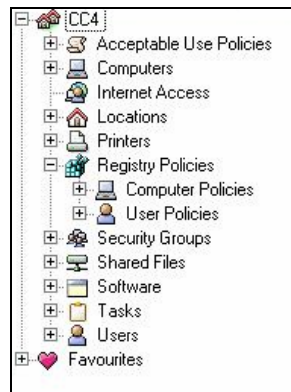 CC4
Acceptable Use Policies
Computers
Internet Access
Locations
Printers
Registry Policies
Computer Policies
User Policies
Security Groups
Shared Files
Software
Tasks
Users
Favourites